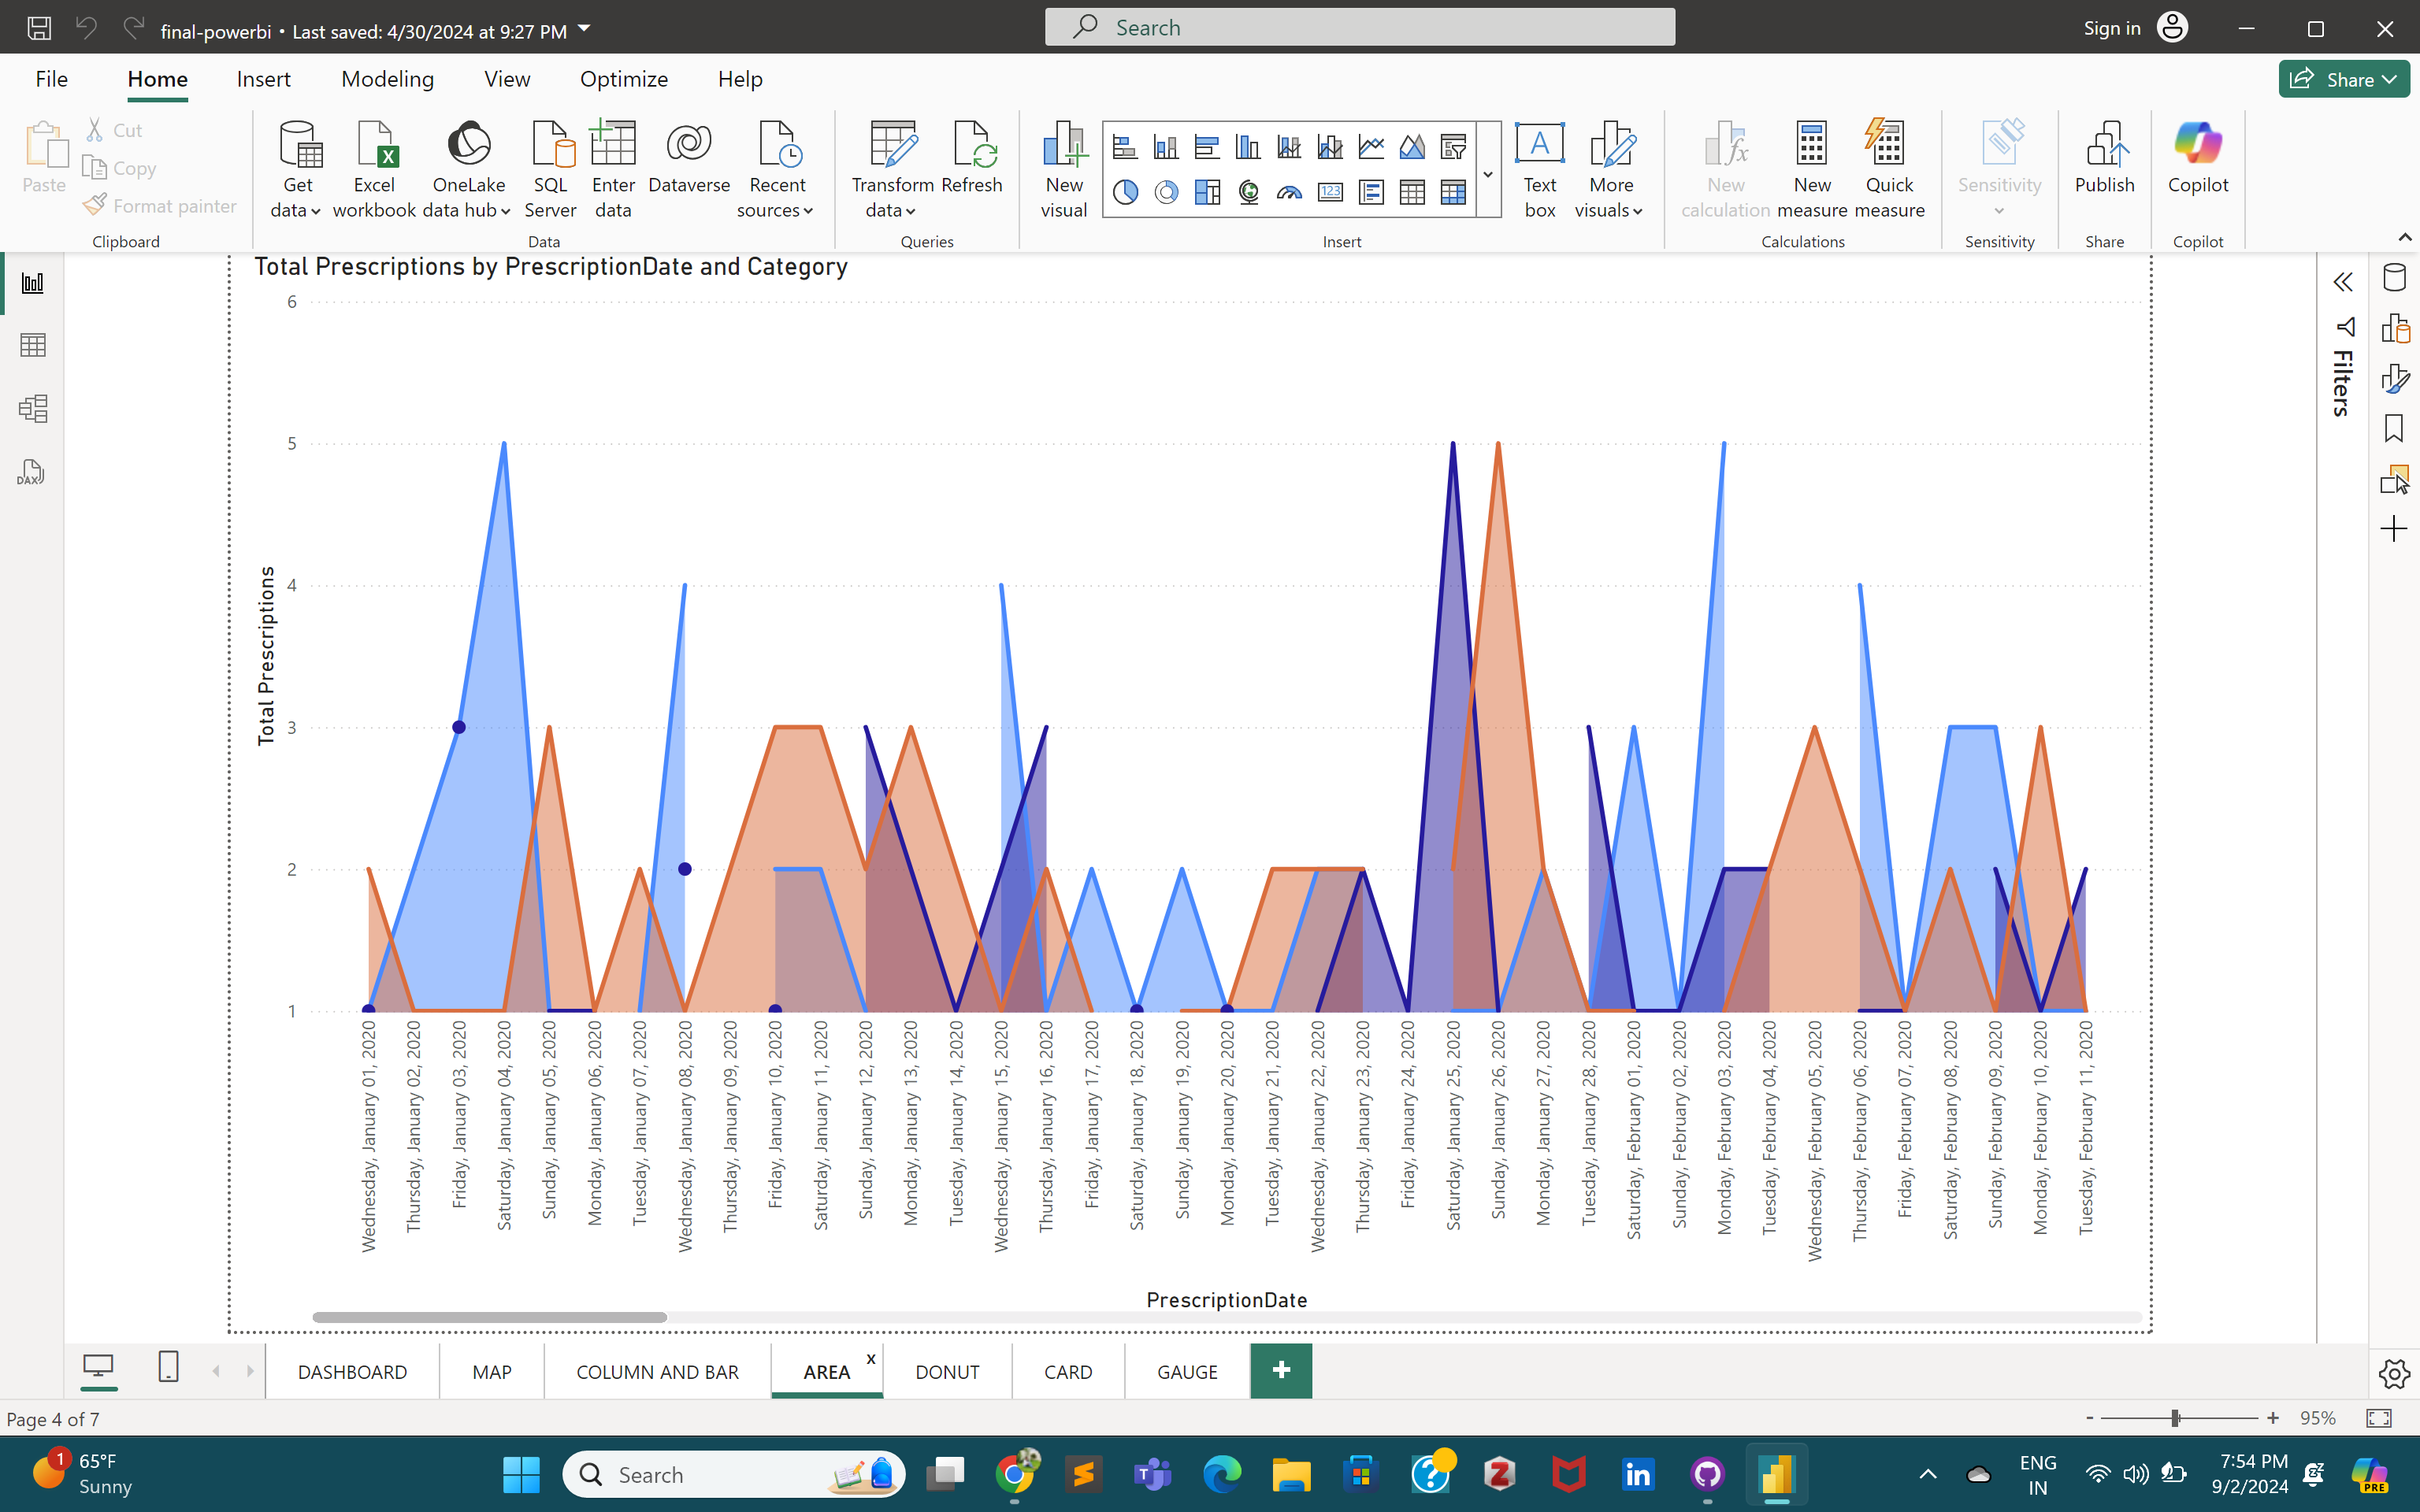 final-powerbi • Last saved: 4/30/2024 at 9:27 PM
Search
Sign in
File Home Insert Modeling View Optimize Help
Share
Paste
Cut
Copy
Format painter
Clipboard
Get data
Excel workbook
OneLake data hub
SQL Server
Enter data
Dataverse
Recent sources
Data
Transform data
Refresh
Queries
New visual
123
Insert
A
Text box
More visuals
New calculation
New measure
Quick measure
Calculations
Sensitivity
Sensitivity
Publish
Share
Copilot
Copilot
DAX
Filters
Total Prescriptions by PrescriptionDate and Category
Total Prescriptions
6
5
4
3
2
1
Wednesday, January 01, 2020
Thursday, January 02, 2020
Friday, January 03, 2020
Saturday, January 04, 2020
Sunday, January 05, 2020
Monday, January 06, 2020
Tuesday, January 07, 2020
Wednesday, January 08, 2020
Thursday, January 09, 2020
Friday, January 10, 2020
Saturday, January 11, 2020
Sunday, January 12, 2020
Monday, January 13, 2020
Tuesday, January 14, 2020
Wednesday, January 15, 2020
Thursday, January 16, 2020
Friday, January 17, 2020
Saturday, January 18, 2020
Sunday, January 19, 2020
Monday, January 20, 2020
Tuesday, January 21, 2020
Wednesday, January 22, 2020
Thursday, January 23, 2020
Friday, January 24, 2020
Saturday, January 25, 2020
Sunday, January 26, 2020
Monday, January 27, 2020
Tuesday, January 28, 2020
Saturday, February 01, 2020
Sunday, February 02, 2020
Monday, February 03, 2020
Tuesday, February 04, 2020
Wednesday, February 05, 2020
Thursday, February 06, 2020
Friday, February 07, 2020
Saturday, February 08, 2020
Sunday, February 09, 2020
Monday, February 10, 2020
Tuesday, February 11, 2020
PrescriptionDate
DASHBOARD MAP COLUMN AND BAR AREA x DONUT CARD GAUGE +
Page 4 of 7
- + 95%
1
65°F
Sunny
Search
T
Z
in
PRE
ENG
IN
7:54 PM
9/2/2024